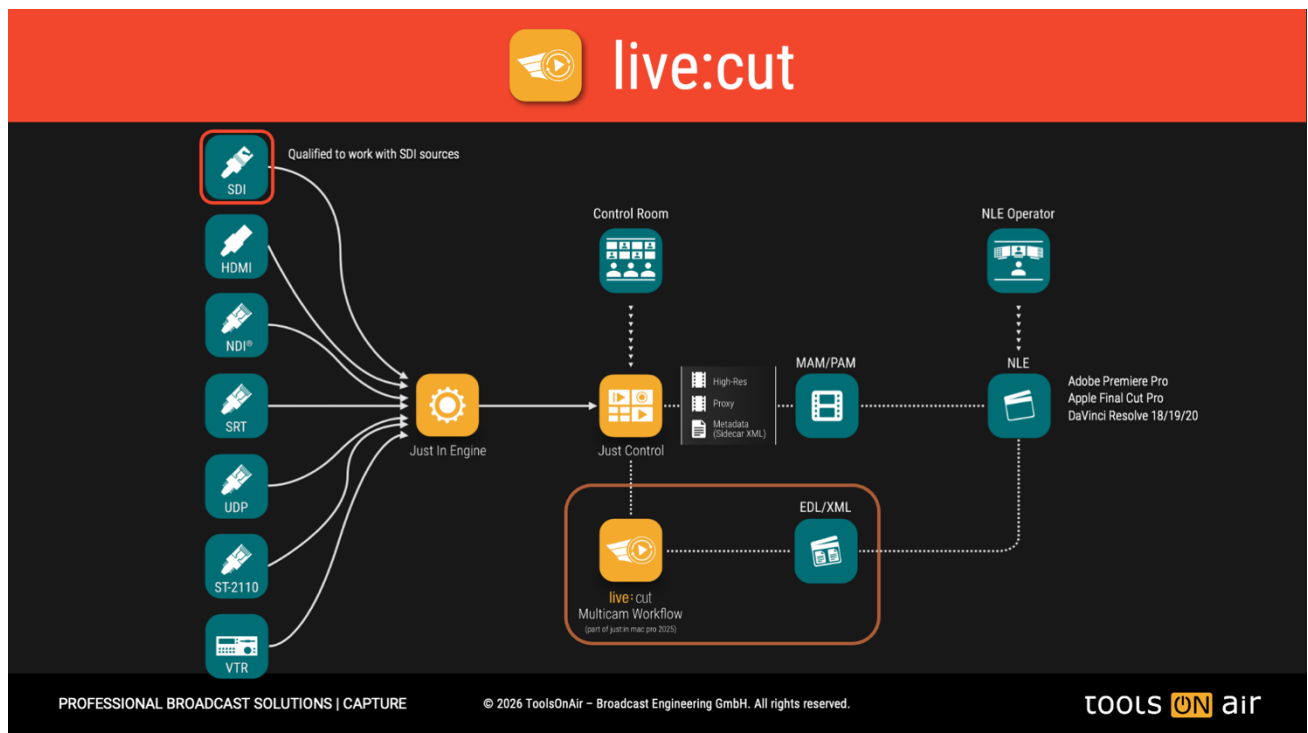 live:cut
SDI
Qualified to work with SDI sources
HDMI
NDI®
SRT
UDP
ST-2110
VTR
Just In Engine
Control Room
Just Control
High-Res
Proxy
Metadata
(Sidecar XML)
MAM/PAM
NLE Operator
NLE
Adobe Premiere Pro
Apple Final Cut Pro
DaVinci Resolve 18/19/20
live:cut
Multicam Workflow
(part of just:in mac pro 2025)
EDL/XML
PROFESSIONAL BROADCAST SOLUTIONS | CAPTURE
© 2026 ToolsOnAir – Broadcast Engineering GmbH. All rights reserved.
TOOLS ON air